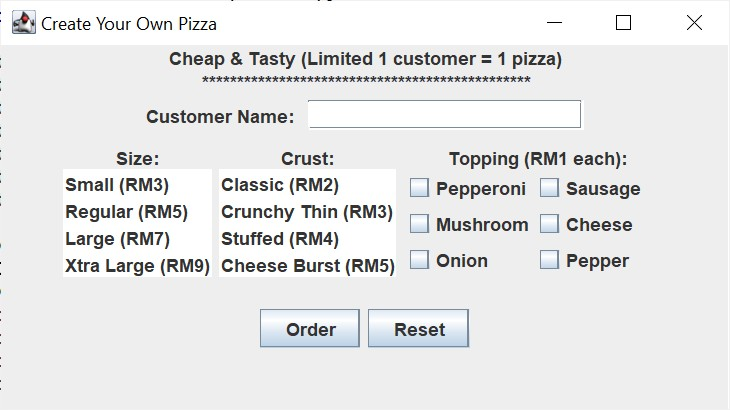 Create Your Own Pizza
Cheap & Tasty (Limited 1 customer = 1 pizza)
***********************************************
Customer Name:
Size:
Small (RM3)
Regular (RM5)
Large (RM7)
Xtra Large (RM9)
Crust:
Classic (RM2)
Crunchy Thin (RM3)
Stuffed (RM4)
Cheese Burst (RM5)
Topping (RM1 each):
Pepperoni Sausage
Mushroom Cheese
Onion Pepper
Order Reset